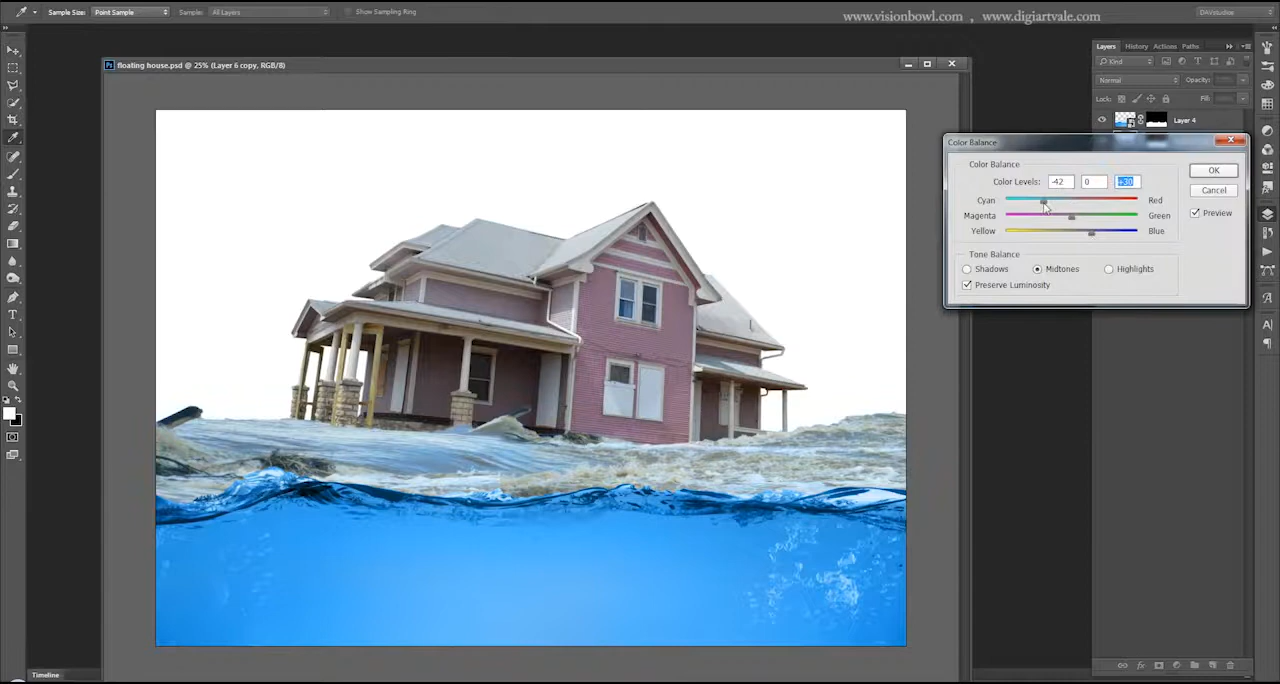 Sample Size: Point Sample Sample: All Layers Show Sampling Ring
www.visionbowl.com , www.digiartvale.com
DAVstudios
floating house.psd @ 25% (Layer 6 copy, RGB/8)
Layers History Actions Paths
Kind
Normal Opacity:
Lock: Fill:
Layer 4
Color Balance
Color Balance
Color Levels: -42 0 +30
OK
Cyan Red
Cancel
Magenta Green
Preview
Yellow Blue
Tone Balance
Shadows Midtones Highlights
Preserve Luminosity
Timeline